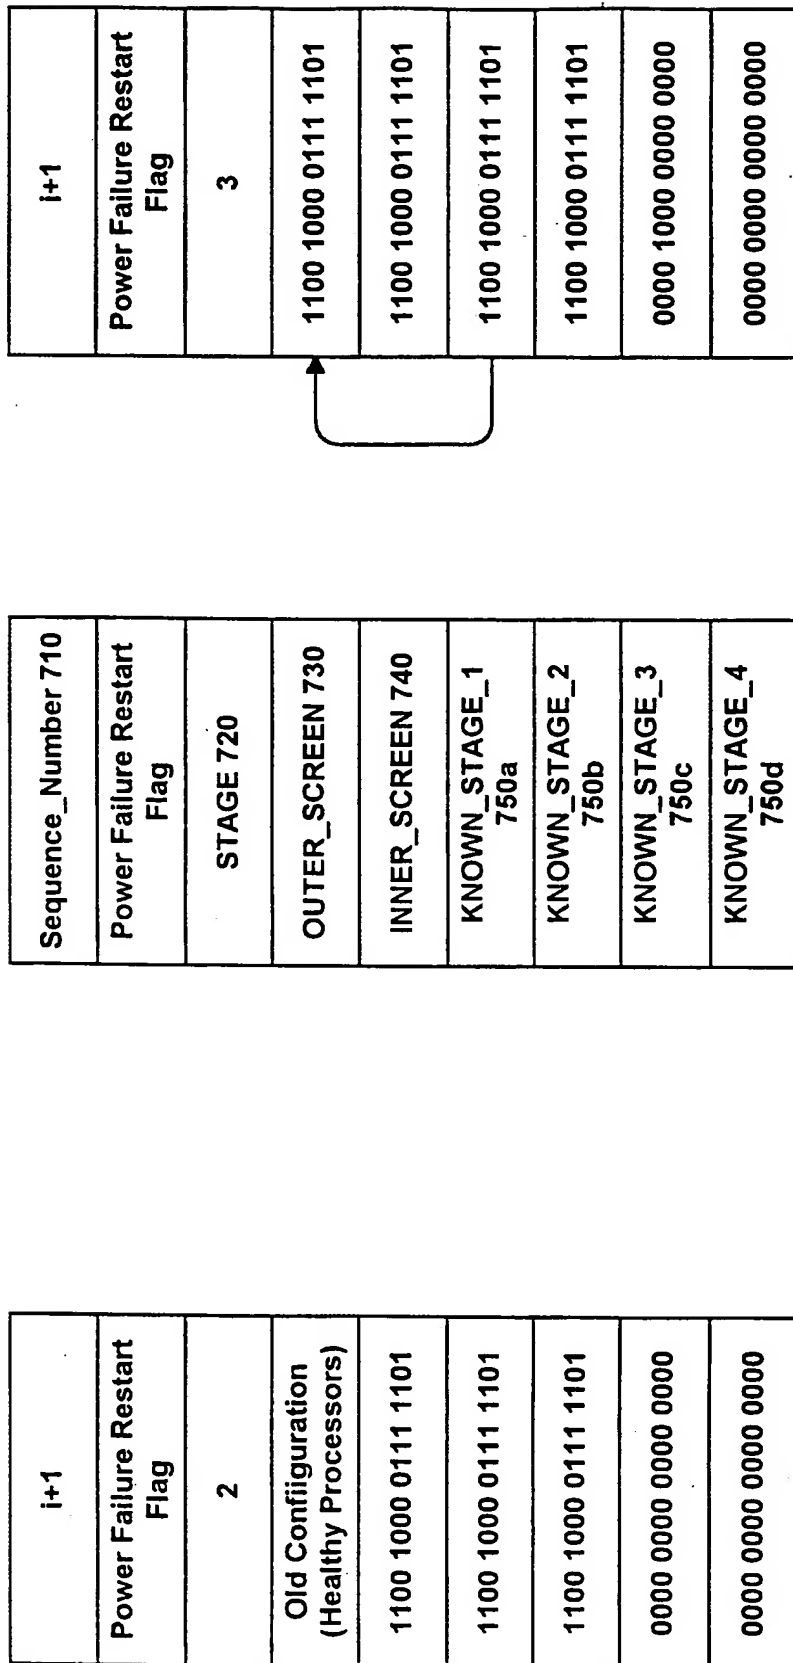 i+1
Power Failure Restart
Flag
2
Old Confiiguration
(Healthy Processors)
1100 1000 0111 1101
1100 1000 0111 1101
1100 1000 0111 1101
0000 0000 0000 0000
0000 0000 0000 0000
Sequence_Number 710
Power Failure Restart
Flag
STAGE 720
OUTER_SCREEN 730
INNER_SCREEN 740
KNOWN_STAGE_1
750a
KNOWN_STAGE_2
750b
KNOWN_STAGE_3
750c
KNOWN_STAGE_4
750d
i+1
Power Failure Restart
Flag
3
1100 1000 0111 1101
1100 1000 0111 1101
1100 1000 0111 1101
1100 1000 0111 1101
0000 1000 0000 0000
0000 0000 0000 0000